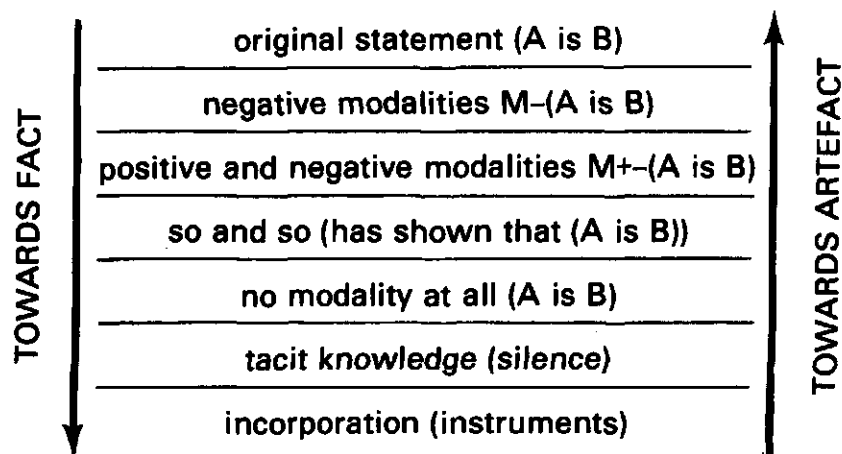 TOWARDS FACT
original statement (A is B)
negative modalities M–(A is B)
positive and negative modalities M+–(A is B)
so and so (has shown that (A is B))
no modality at all (A is B)
tacit knowledge (silence)
incorporation (instruments)
TOWARDS ARTEFACT